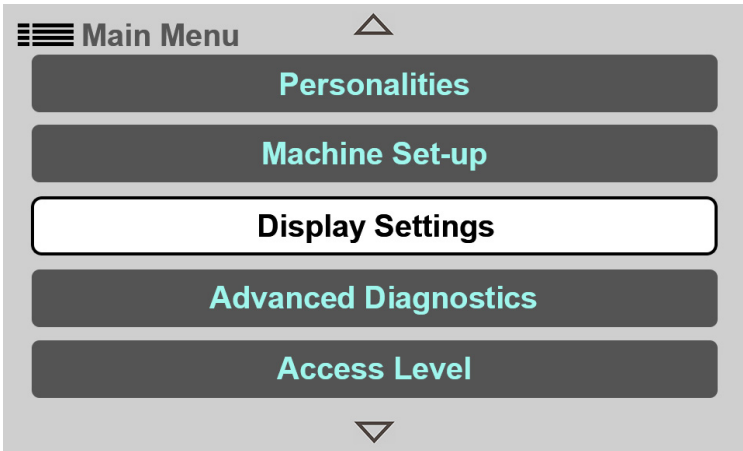 Main Menu
Personalities
Machine Set-up
Display Settings
Advanced Diagnostics
Access Level